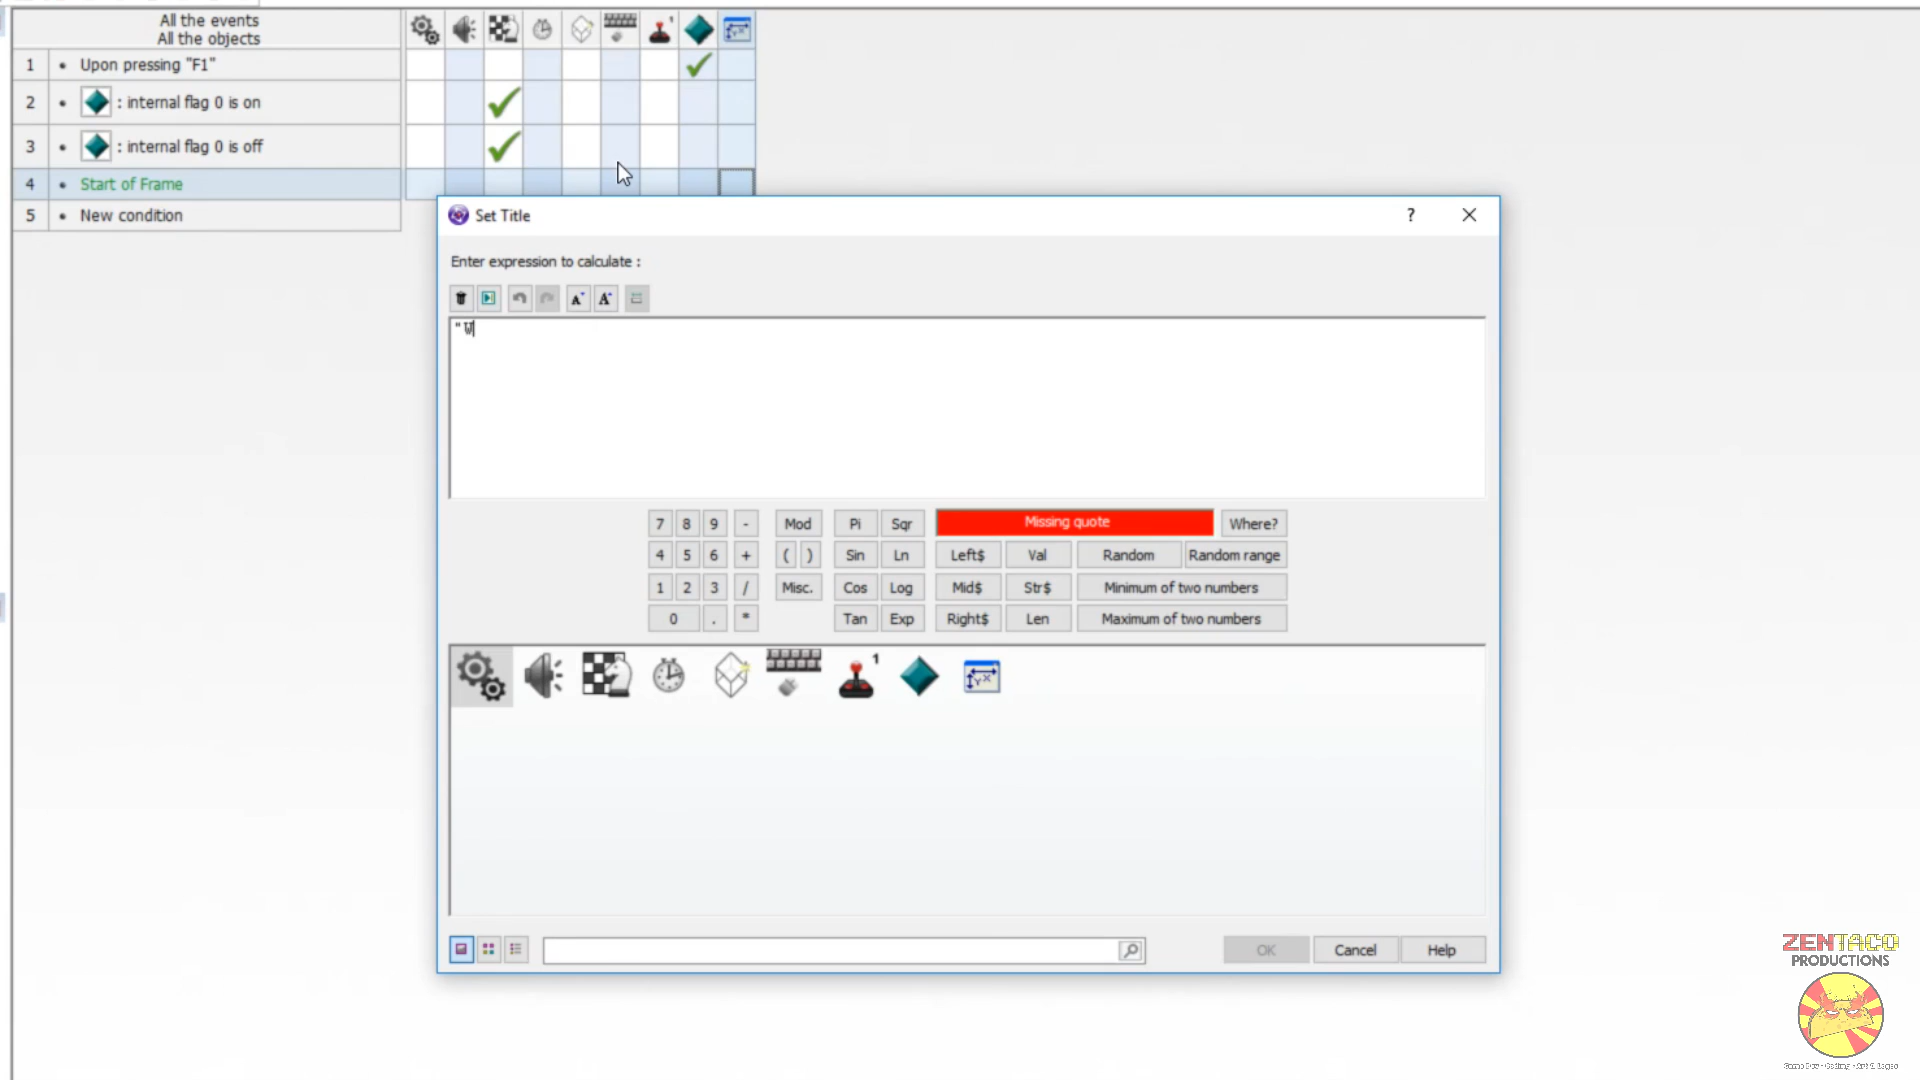 All the events
All the objects
1 • Upon pressing "F1"
2 • : internal flag 0 is on
3 • : internal flag 0 is off
4 • Start of Frame
5 • New condition
1
Set Title
?
Enter expression to calculate :
A A
"W
7 8 9 - Mod Pi Sqr Missing quote Where?
4 5 6 + ( ) Sin Ln Left$ Val Random Random range
1 2 3 / Misc. Cos Log Mid$ Str$ Minimum of two numbers
0 . * Tan Exp Right$ Len Maximum of two numbers
1
YX
OK Cancel Help
ZENTACO
PRODUCTIONS